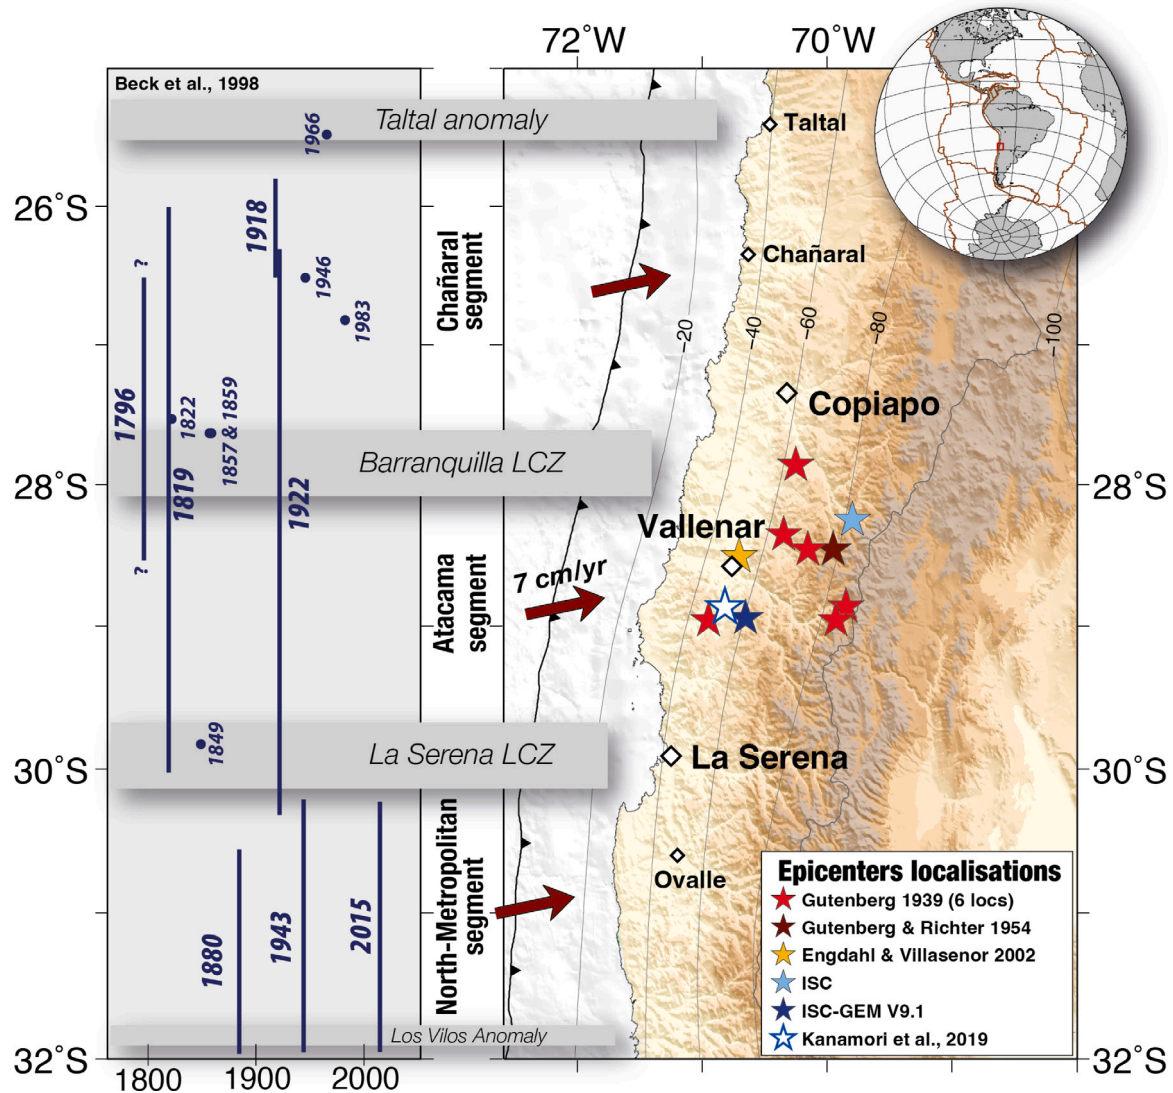 72°W
70°W
Beck et al., 1998
Taltal anomaly
1966
Taltal
26°S
1918
Chañaral
segment
Chañaral
?
1946
1983
−20
−40
−60
−80
−100
1796
1822
1857 & 1859
Copiapo
Barranquilla LCZ
1819
1922
28°S
28°S
Vallenar
7 cm/yr
?
Atacama
segment
1849
La Serena LCZ
La Serena
30°S
30°S
North-Metropolitan
segment
Ovalle
1880
1943
2015
Epicenters localisations
Gutenberg 1939 (6 locs)
Gutenberg & Richter 1954
Engdahl & Villasenor 2002
ISC
ISC-GEM V9.1
Kanamori et al., 2019
Los Vilos Anomaly
32°S
32°S
1800
1900
2000